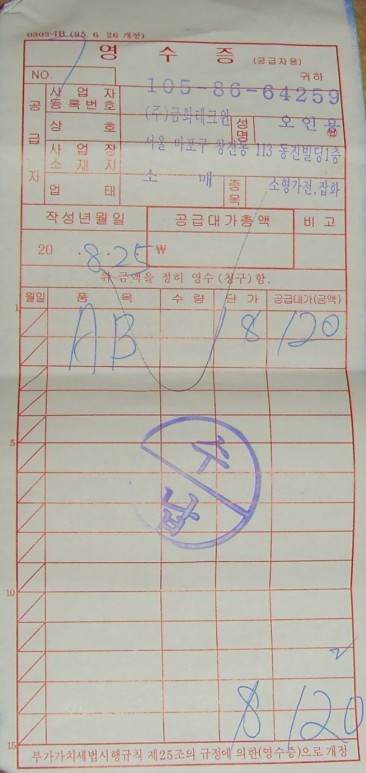 0303-1B (95. 6. 26 개정)
영 수 증 (공급자용)
NO. 귀하
공급자
사업자등록번호 105-86-64259
상 호 (주)금화테크원 성명 오인용
사업장소재지 서울 마포구 창전동 113 동진빌딩1층
업 태 소 매 종목 소형가전,잡화
작성년월일 공급대가총액 비 고
20 .8.25 ₩
위 금액을 정히 영수 (청구) 함.
월일 품 목 수 량 단 가 공급대가(금액)
1 AB 1 8 120
5
수납
10
8 120
15
부가가치세법시행규칙 제25조의 규정에 의한(영수증)으로 개정